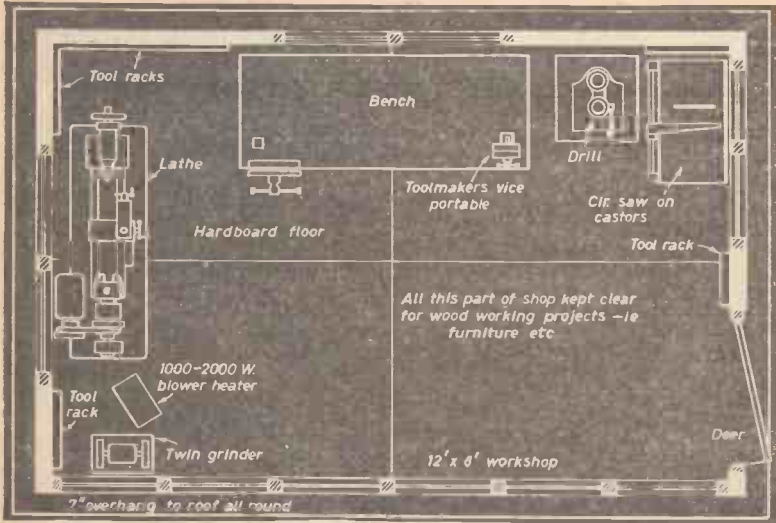 Tool racks
Bench
Lathe
Drill
Toolmakers vice
portable
Cir. saw on
castors
Hardboard floor
Tool rack
All this part of shop kept clear
for wood working projects -ie
furniture etc
1000-2000 W.
blower heater
Tool
rack
Twin grinder
Door
12' x 8' workshop
7" overhang to roof all round